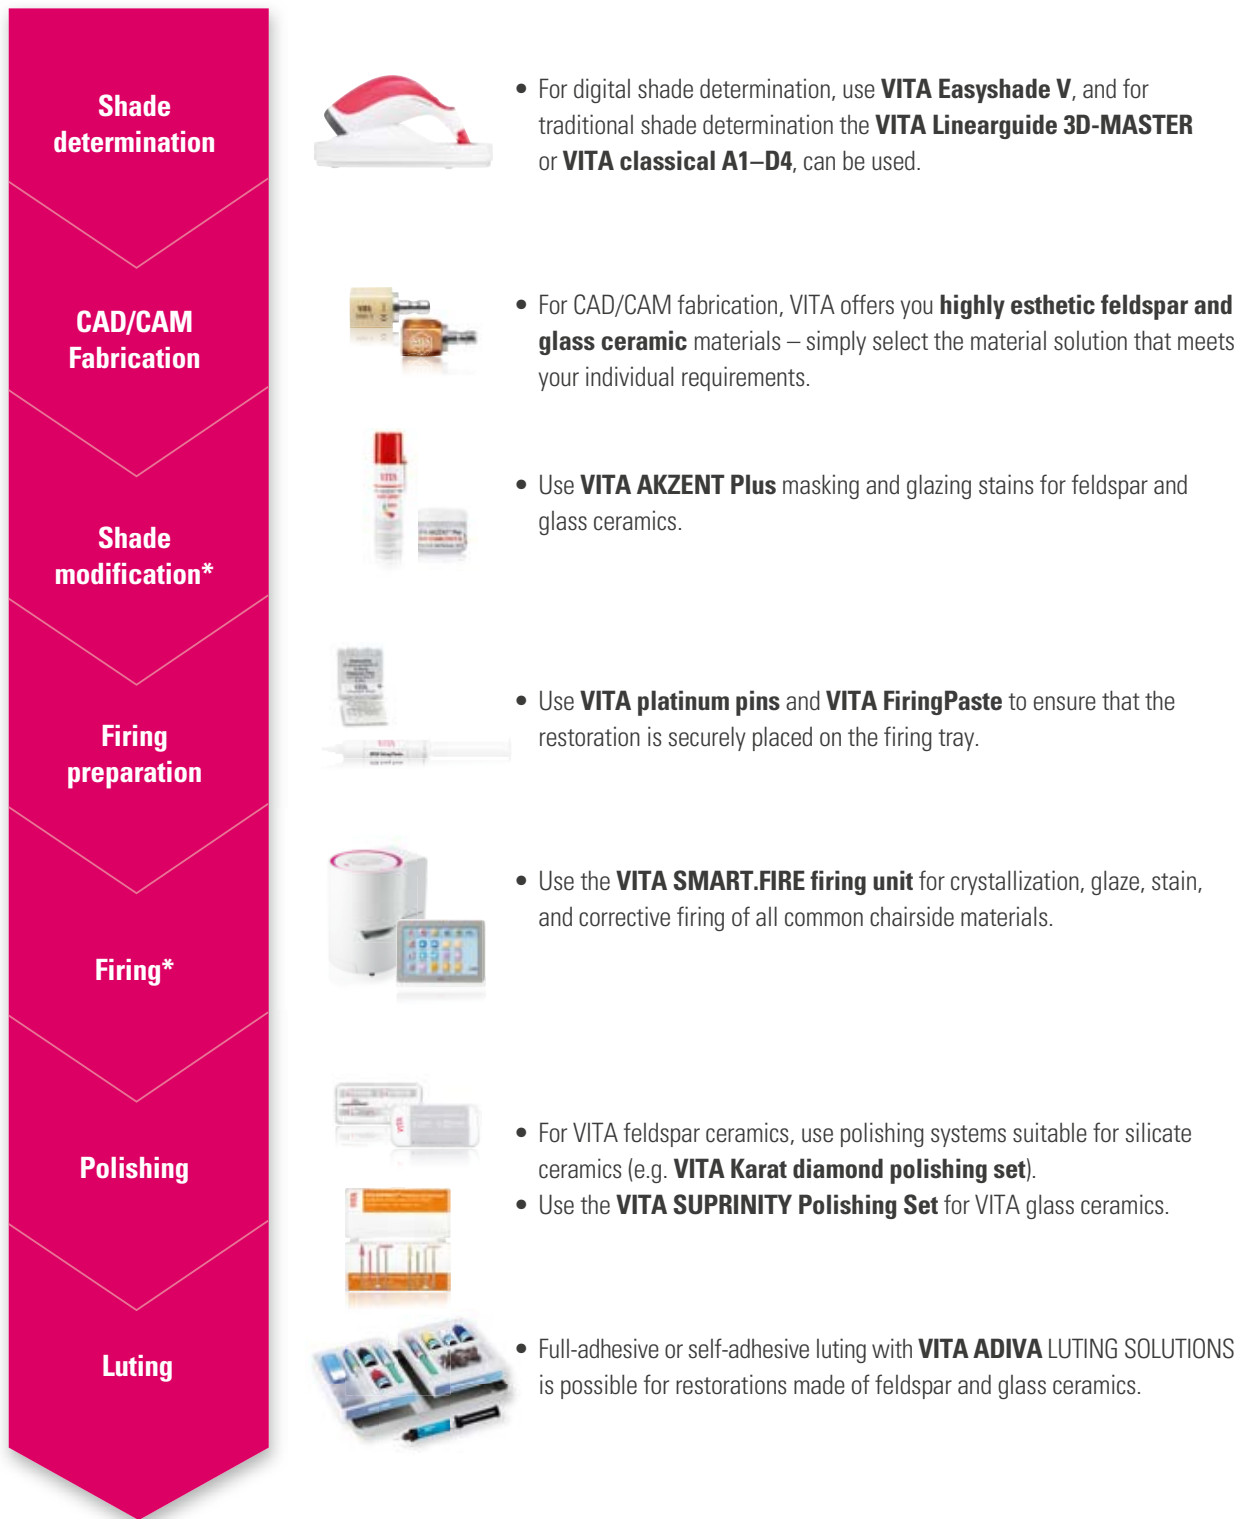 Shade
determination
• For digital shade determination, use VITA Easyshade V, and for
traditional shade determination the VITA Linearguide 3D-MASTER
or VITA classical A1–D4, can be used.
CAD/CAM
Fabrication
• For CAD/CAM fabrication, VITA offers you highly esthetic feldspar and
glass ceramic materials – simply select the material solution that meets
your individual requirements.
Shade
modification*
VITA
• Use VITA AKZENT Plus masking and glazing stains for feldspar and
glass ceramics.
Firing
preparation
• Use VITA platinum pins and VITA FiringPaste to ensure that the
restoration is securely placed on the firing tray.
Firing*
• Use the VITA SMART.FIRE firing unit for crystallization, glaze, stain,
and corrective firing of all common chairside materials.
Polishing
VITA
• For VITA feldspar ceramics, use polishing systems suitable for silicate
ceramics (e.g. VITA Karat diamond polishing set).
• Use the VITA SUPRINITY Polishing Set for VITA glass ceramics.
Luting
• Full-adhesive or self-adhesive luting with VITA ADIVA LUTING SOLUTIONS
is possible for restorations made of feldspar and glass ceramics.